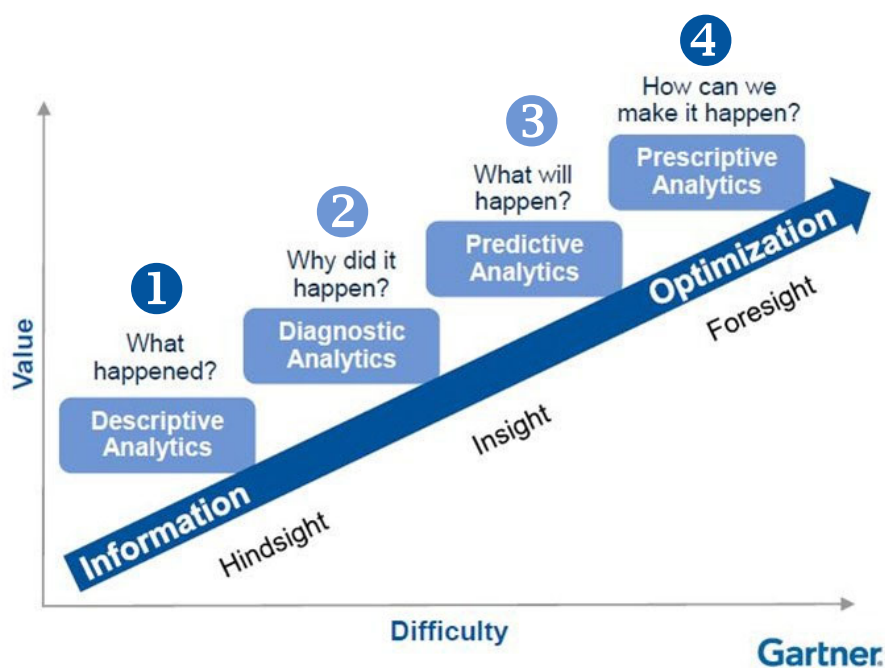 4
How can we
make it happen?
Prescriptive
Analytics
3
What will
happen?
Predictive
Analytics
2
Why did it
happen?
Diagnostic
Analytics
1
What
happened?
Descriptive
Analytics
Value
Information
Optimization
Hindsight
Insight
Foresight
Difficulty
Gartner